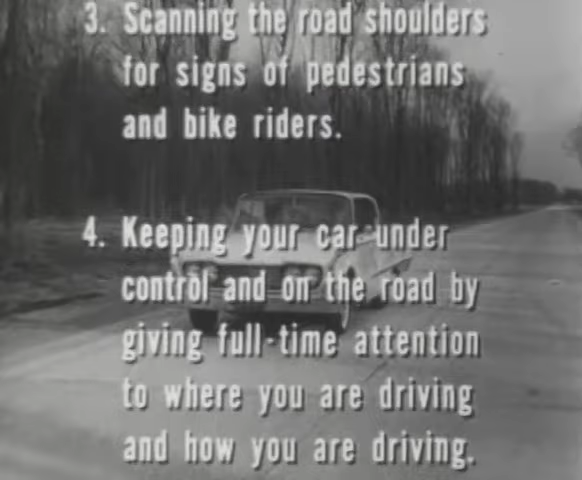 3. Scanning the road shoulders
for signs of pedestrians
and bike riders.
4. Keeping your car under
control and on the road by
giving full-time attention
to where you are driving
and how you are driving.